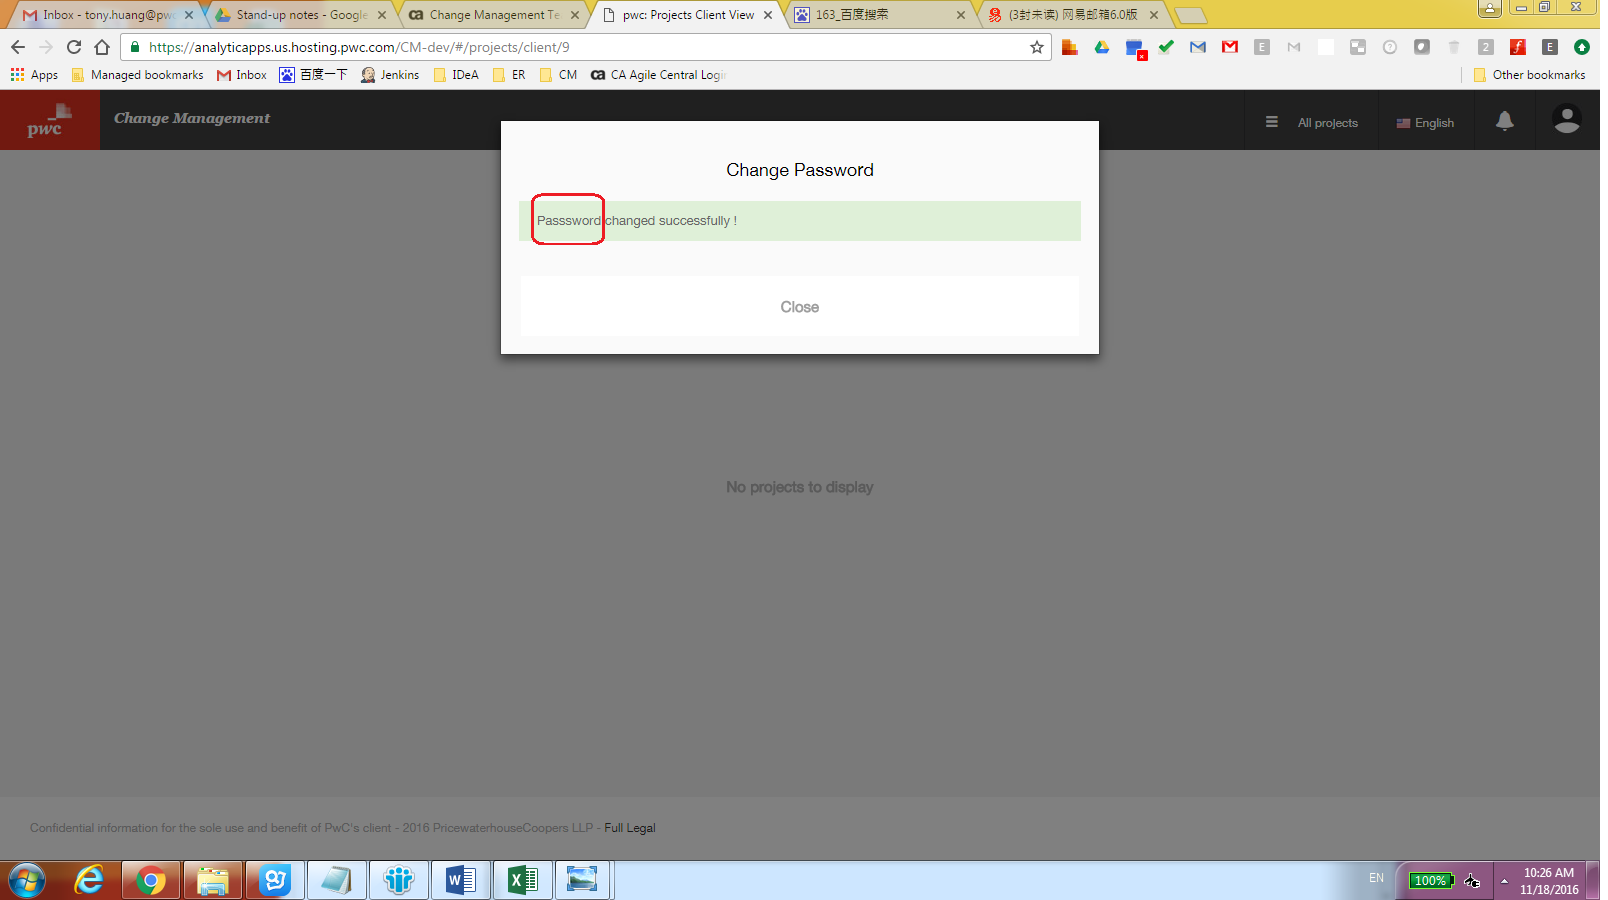 Inbox - tony.huang@pwc
Stand-up notes - Google
Change Management Te
pwc: Projects Client View
163_百度搜索
(3封未读) 网易邮箱6.0版
https://analyticapps.us.hosting.pwc.com/CM-dev/#/projects/client/9
Apps
Managed bookmarks
Inbox
百度一下
Jenkins
IDeA
ER
CM
CA Agile Central Login
Other bookmarks
pwc
Change Management
All projects
English
Change Password
Passsword changed successfully !
Close
No projects to display
Confidential information for the sole use and benefit of PwC's client - 2016 PricewaterhouseCoopers LLP - Full Legal
EN
100%
10:26 AM
11/18/2016